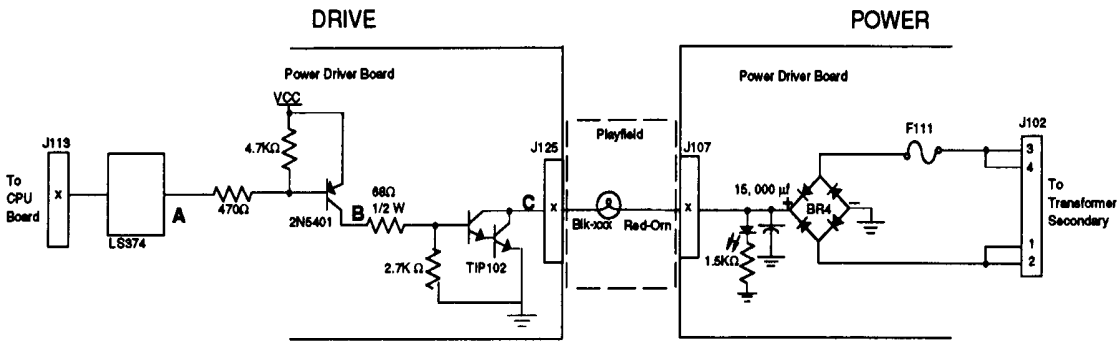 DRIVE
POWER
Power Driver Board
Power Driver Board
VCC
J113
4.7KΩ
J125
Playfield
J107
F111
J102
X
To
CPU
Board
A
470Ω
LS374
2N5401
B
68Ω
1/2 W
2.7K Ω
TIP102
C
X
Blk-xxx
Red-Orn
X
15, 000 µf
+
BR4
−
1.5KΩ
3
4
To
Transformer
Secondary
1
2